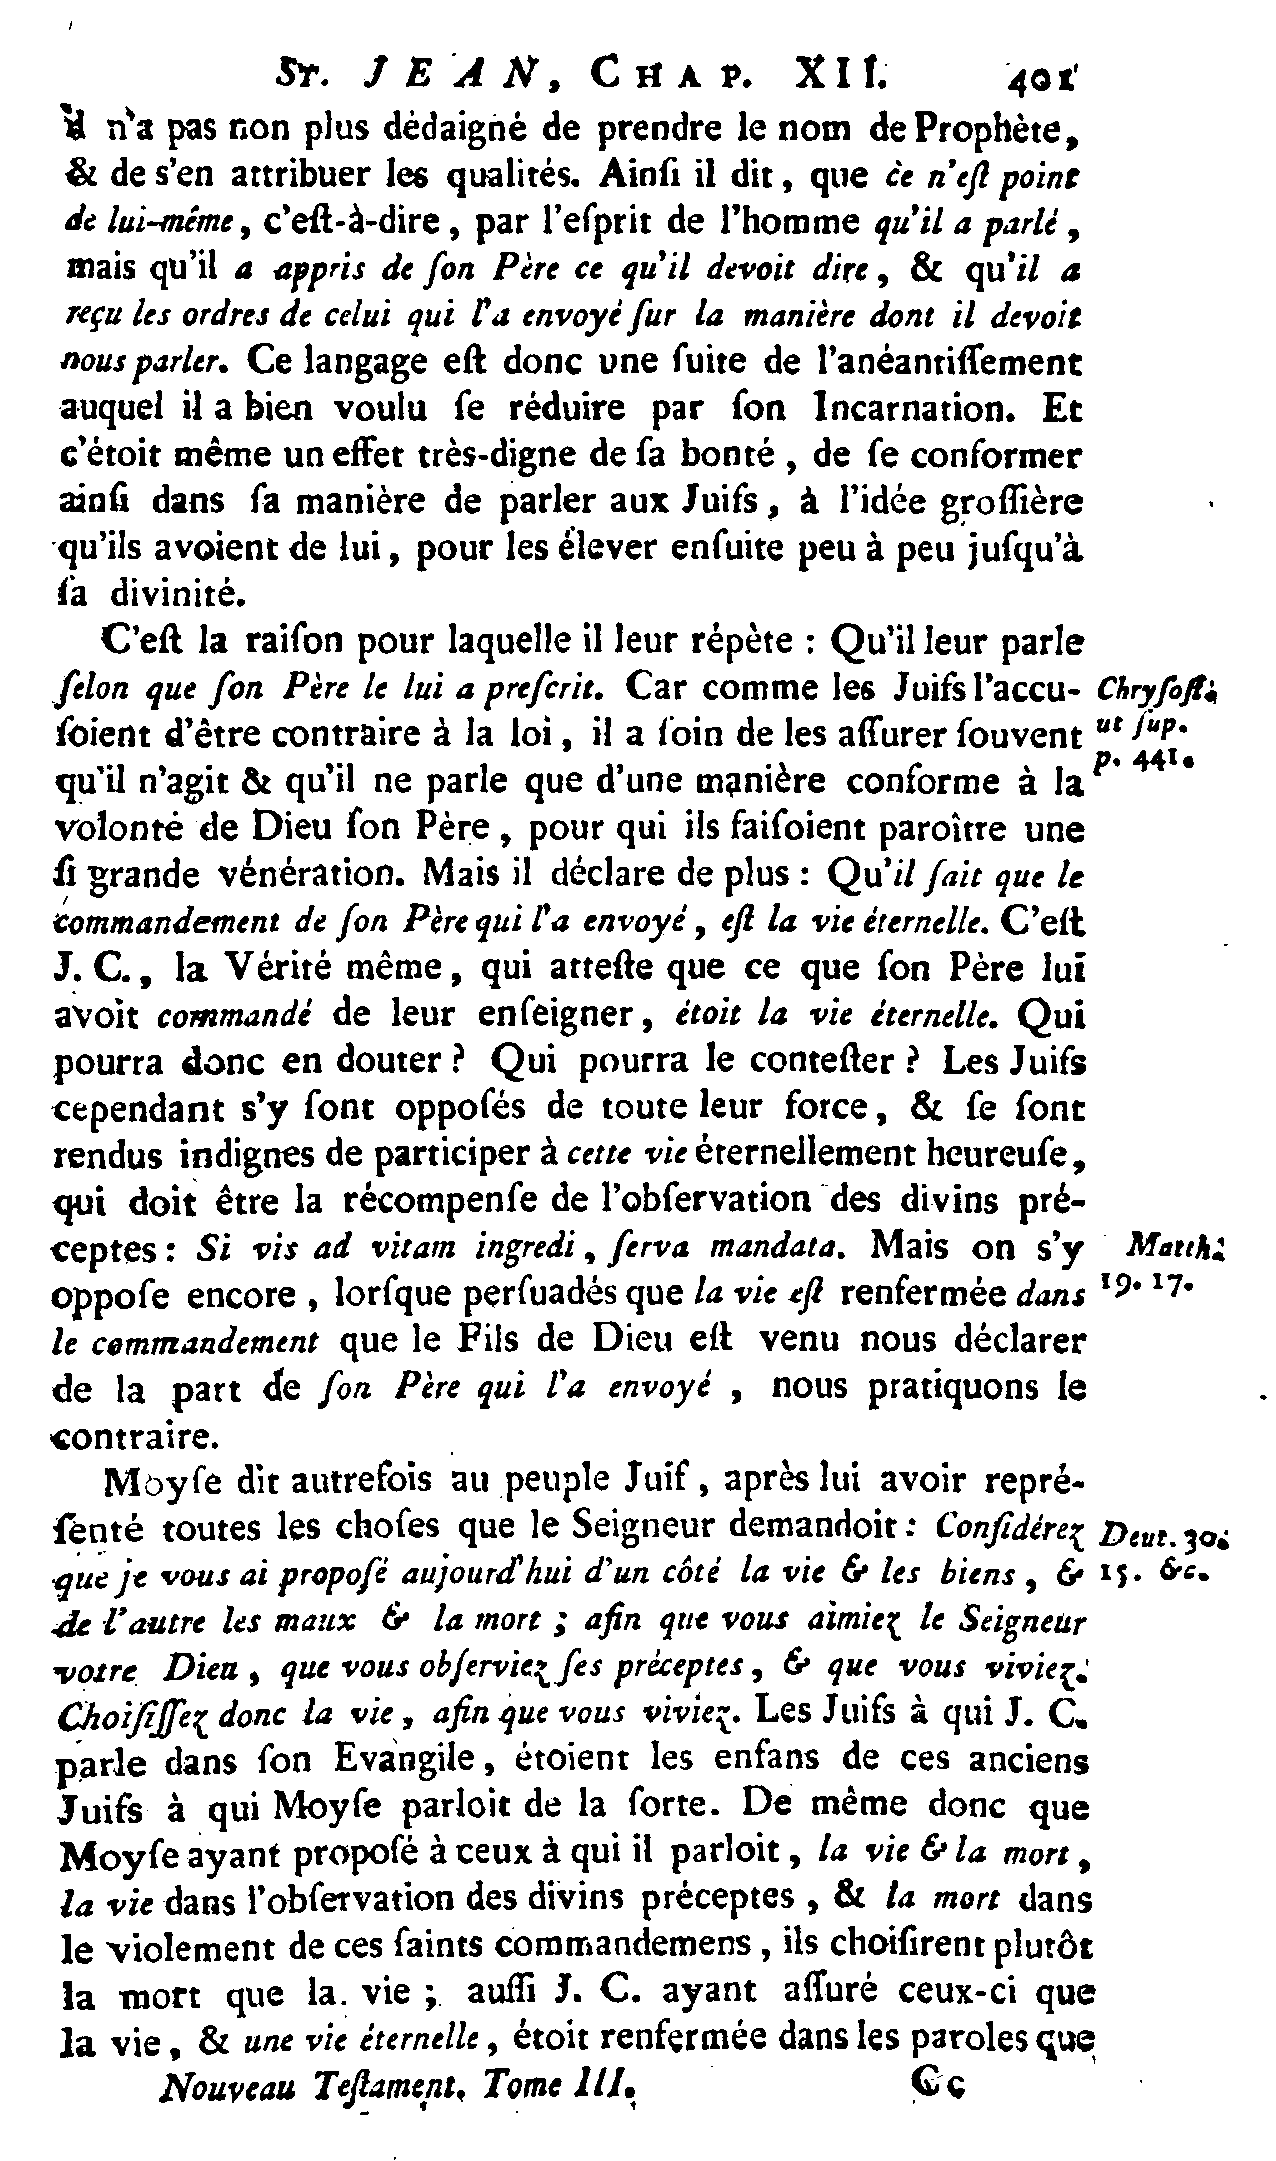 St. JEAN, Chap. XII. 401
il n'a pas non plus dédaigné de prendre le nom de Prophète,
& de s'en attribuer les qualités. Ainſi il dit, que ce n'eſt point
de lui-même, c'eſt-à-dire, par l'eſprit de l'homme qu'il a parlé,
mais qu'il a appris de ſon Père ce qu'il devoit dire, & qu'il a
reçu les ordres de celui qui l'a envoyé ſur la manière dont il devoit
nous parler. Ce langage eſt donc une ſuite de l'anéantiſſement
auquel il a bien voulu ſe réduire par ſon Incarnation. Et
c'étoit même un effet très-digne de ſa bonté, de ſe conformer
ainſi dans ſa manière de parler aux Juifs, à l'idée groſſière
qu'ils avoient de lui, pour les élever enſuite peu à peu juſqu'à
ſa divinité.
C'eſt la raiſon pour laquelle il leur répète : Qu'il leur parle
ſelon que ſon Père le lui a preſcrit. Car comme les Juifs l'accu-
ſoient d'être contraire à la loi, il a ſoin de les aſſurer ſouvent
qu'il n'agit & qu'il ne parle que d'une manière conforme à la
volonté de Dieu ſon Père, pour qui ils faiſoient paroître une
ſi grande vénération. Mais il déclare de plus : Qu'il ſait que le
commandement de ſon Père qui l'a envoyé, eſt la vie éternelle. C'eſt
J. C., la Vérité même, qui atteſte que ce que ſon Père lui
avoit commandé de leur enſeigner, étoit la vie éternelle. Qui
pourra donc en douter ? Qui pourra le conteſter ? Les Juifs
cependant s'y ſont oppoſés de toute leur force, & ſe ſont
rendus indignes de participer à cette vie éternellement heureuſe,
qui doit être la récompenſe de l'obſervation des divins pré-
ceptes : Si vis ad vitam ingredi, ſerva mandata. Mais on s'y
oppoſe encore, lorſque perſuadés que la vie eſt renfermée dans
le commandement que le Fils de Dieu eſt venu nous déclarer
de la part de ſon Père qui l'a envoyé, nous pratiquons le
contraire.
Moyſe dit autrefois au peuple Juif, après lui avoir repré-
ſenté toutes les choſes que le Seigneur demandoit : Conſidérez
que je vous ai propoſé aujourd'hui d'un côté la vie & les biens, &
de l'autre les maux & la mort ; afin que vous aimiez le Seigneur
votre Dieu, que vous obſerviez ſes préceptes, & que vous viviez.
Choiſiſſez donc la vie, afin que vous viviez. Les Juifs à qui J. C.
parle dans ſon Evangile, étoient les enfans de ces anciens
Juifs à qui Moyſe parloit de la ſorte. De même donc que
Moyſe ayant propoſé à ceux à qui il parloit, la vie & la mort,
la vie dans l'obſervation des divins préceptes, & la mort dans
le violement de ces ſaints commandemens, ils choiſirent plutôt
la mort que la vie ; auſſi J. C. ayant aſſuré ceux-ci que
la vie, & une vie éternelle, étoit renfermée dans les paroles que
Nouveau Teſtament. Tome III. Cc
Chryſoſt.
ut ſup.
p. 441.
Matth.
19. 17.
Deut. 30.
15. &c.